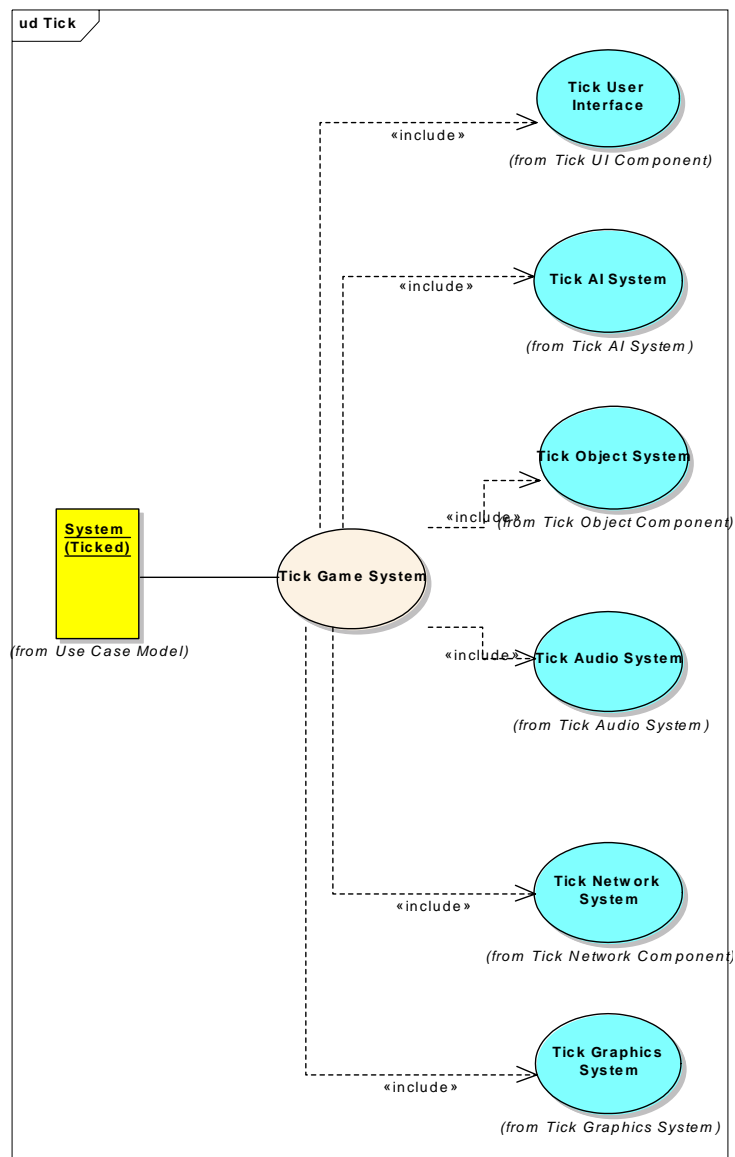 ud Tick
Tick User
Interface
«include»
(from Tick UI Component)
Tick AI System
«include»
(from Tick AI System)
Tick Object System
«include»
(from Tick Object Component)
System
(Ticked)
Tick Game System
(from Use Case Model)
«include»
Tick Audio System
(from Tick Audio System)
Tick Network
System
«include»
(from Tick Network Component)
Tick Graphics
System
«include»
(from Tick Graphics System)